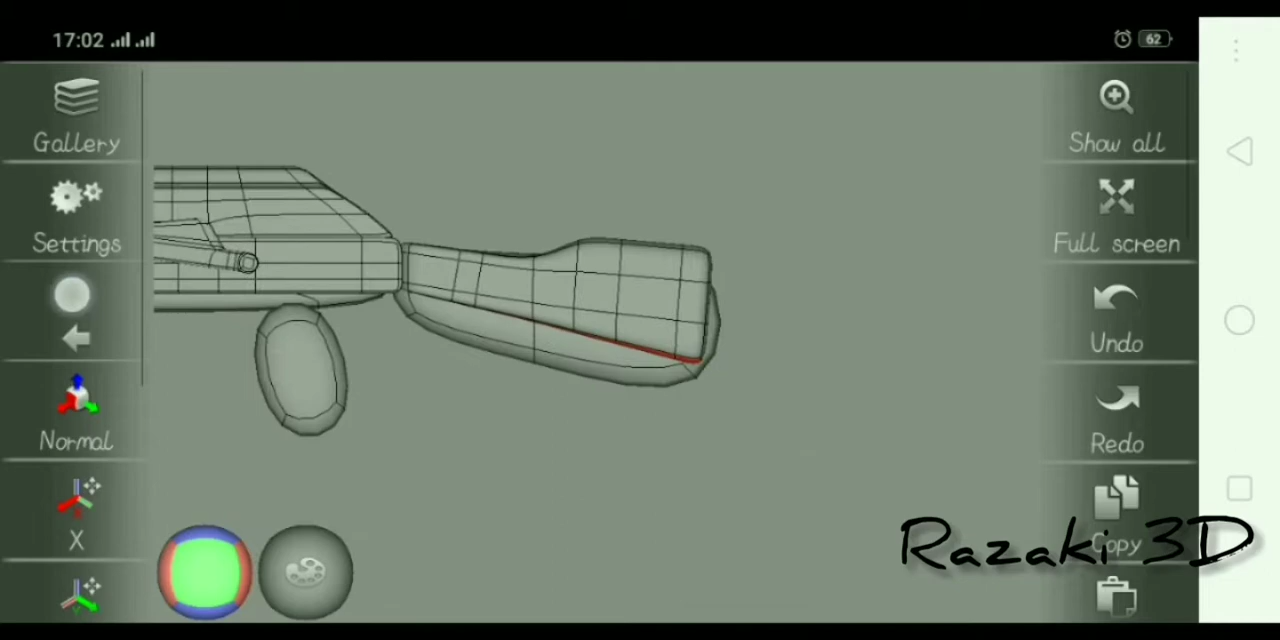 17:02
62
Gallery
Show all
Settings
Full screen
Undo
Normal
Redo
X
Copy
Razaki 3D